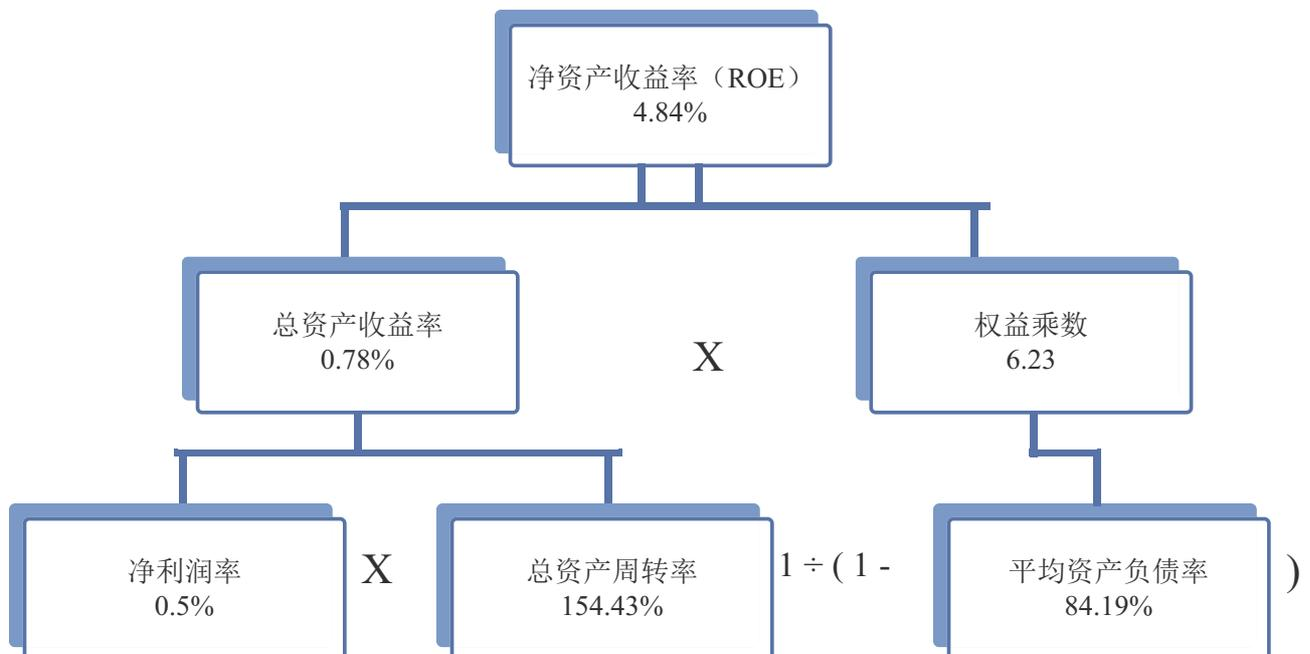 净资产收益率（ROE）
4.84%
总资产收益率
0.78%
X
权益乘数
6.23
净利润率
0.5%
X
总资产周转率
154.43%
1 ÷ ( 1 -
平均资产负债率
84.19%
)